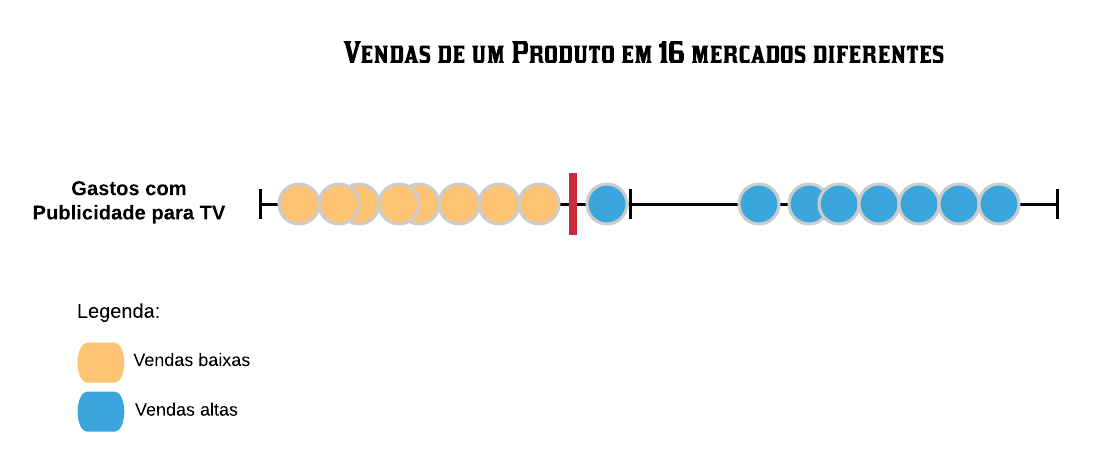 Vendas de um Produto em 16 mercados diferentes
Gastos com
Publicidade para TV
Legenda:
Vendas baixas
Vendas altas